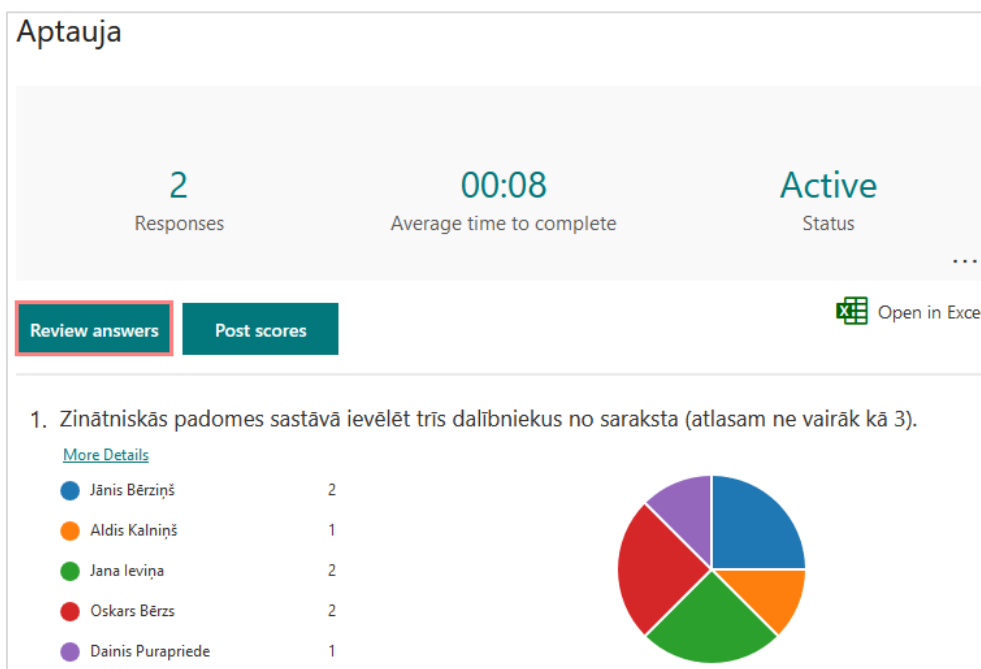 Aptauja
2 00:08 Active
Responses Average time to complete Status
...
Review answers Post scores Open in Exce
1. Zinātniskās padomes sastāvā ievēlēt trīs dalībniekus no saraksta (atlasam ne vairāk kā 3).
More Details
Jānis Bērziņš 2
Aldis Kalniņš 1
Jana Ieviņa 2
Oskars Bērzs 2
Dainis Purapriede 1